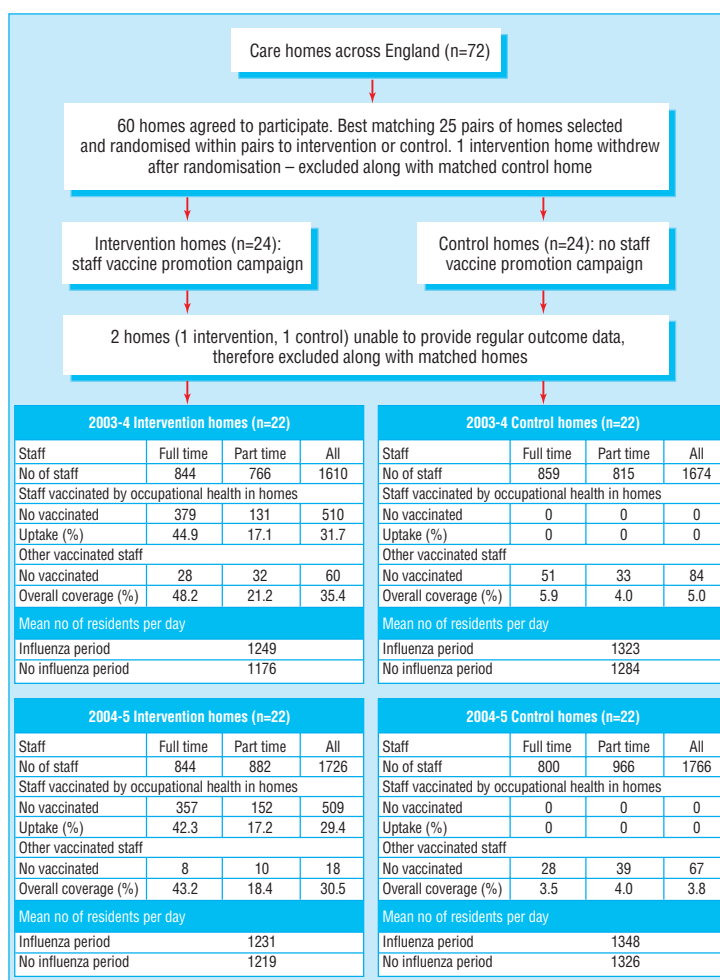 Care homes across England (n=72)
60 homes agreed to participate. Best matching 25 pairs of homes selected
and randomised within pairs to intervention or control. 1 intervention home withdrew
after randomisation – excluded along with matched control home
Intervention homes (n=24):
staff vaccine promotion campaign
Control homes (n=24): no staff
vaccine promotion campaign
2 homes (1 intervention, 1 control) unable to provide regular outcome data,
therefore excluded along with matched homes
2003-4 Intervention homes (n=22)
Staff Full time Part time All
No of staff 844 766 1610
Staff vaccinated by occupational health in homes
No vaccinated 379 131 510
Uptake (%) 44.9 17.1 31.7
Other vaccinated staff
No vaccinated 28 32 60
Overall coverage (%) 48.2 21.2 35.4
Mean no of residents per day
Influenza period 1249
No influenza period 1176
2003-4 Control homes (n=22)
Staff Full time Part time All
No of staff 859 815 1674
Staff vaccinated by occupational health in homes
No vaccinated 0 0 0
Uptake (%) 0 0 0
Other vaccinated staff
No vaccinated 51 33 84
Overall coverage (%) 5.9 4.0 5.0
Mean no of residents per day
Influenza period 1323
No influenza period 1284
2004-5 Intervention homes (n=22)
Staff Full time Part time All
No of staff 844 882 1726
Staff vaccinated by occupational health in homes
No vaccinated 357 152 509
Uptake (%) 42.3 17.2 29.4
Other vaccinated staff
No vaccinated 8 10 18
Overall coverage (%) 43.2 18.4 30.5
Mean no of residents per day
Influenza period 1231
No influenza period 1219
2004-5 Control homes (n=22)
Staff Full time Part time All
No of staff 800 966 1766
Staff vaccinated by occupational health in homes
No vaccinated 0 0 0
Uptake (%) 0 0 0
Other vaccinated staff
No vaccinated 28 39 67
Overall coverage (%) 3.5 4.0 3.8
Mean no of residents per day
Influenza period 1348
No influenza period 1326